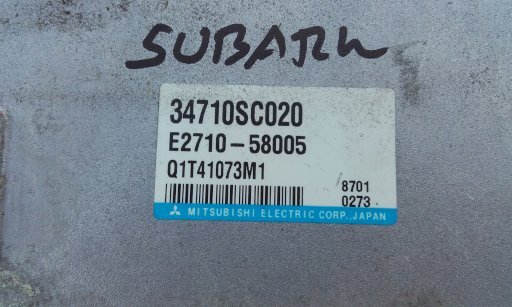 SUBARU
34710SC020
E2710-58005
Q1T41073M1
8701
0273
MITSUBISHI ELECTRIC CORP.,JAPAN